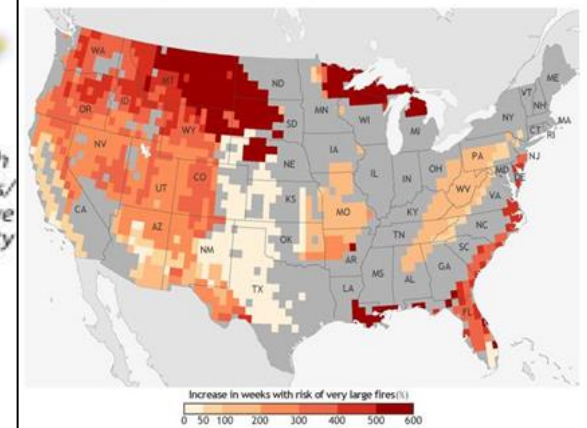 WA
MT
ND
MN
ME
VT
NH
OR
ID
SD
WI
MI
NY
MA
CT
RI
WY
IA
NE
PA
NJ
NV
IL
IN
OH
MD
DE
UT
CO
WV
VA
CA
KS
MO
KY
NC
AZ
NM
OK
AR
TN
SC
TX
MS
AL
GA
LA
FL
Increase in weeks with risk of very large fires (%)
0 50 100 200 300 400 500 600